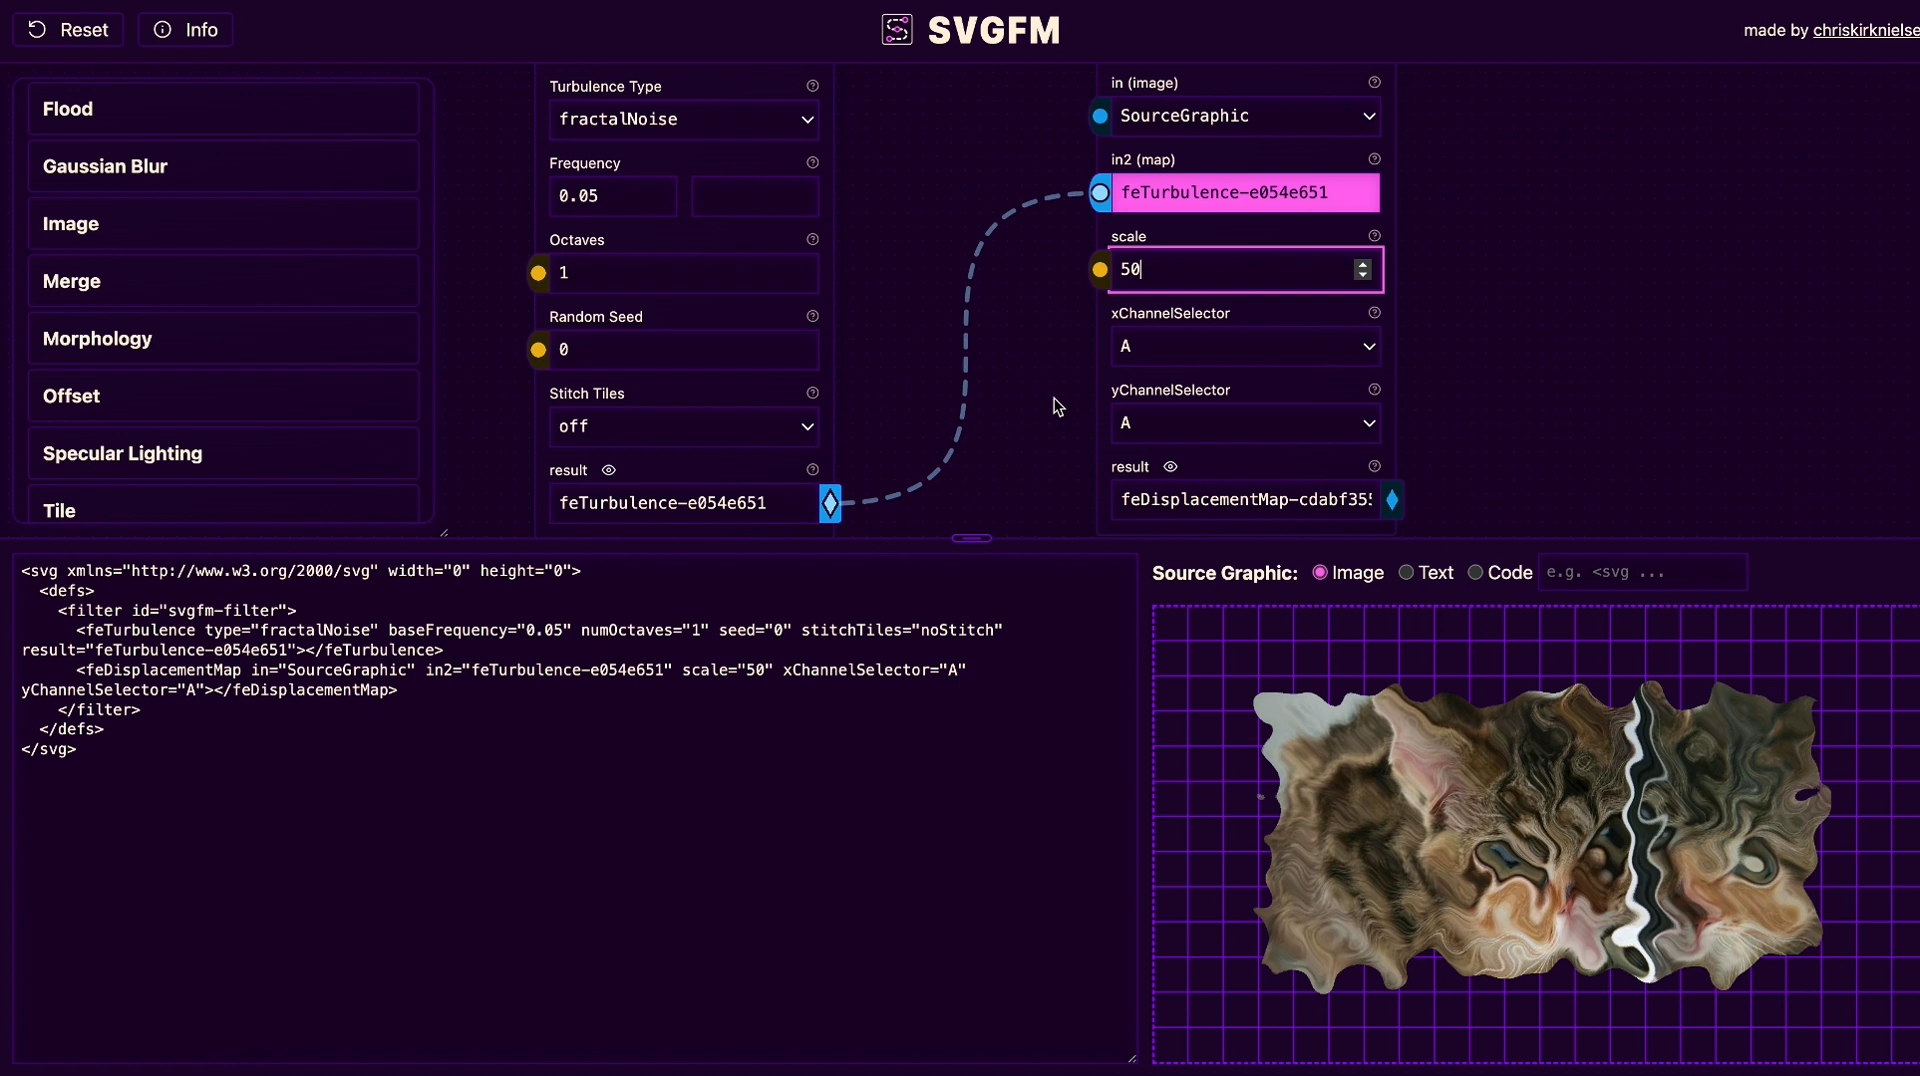 Reset
Info
SVGFM
made by chriskirknielse
Flood
Gaussian Blur
Image
Merge
Morphology
Offset
Specular Lighting
Tile
Turbulence Type
fractalNoise
Frequency
0.05
Octaves
1
Random Seed
0
Stitch Tiles
off
result
feTurbulence-e054e651
in (image)
SourceGraphic
in2 (map)
feTurbulence-e054e651
scale
50
xChannelSelector
A
yChannelSelector
A
result
feDisplacementMap-cdabf355
<svg xmlns="http://www.w3.org/2000/svg" width="0" height="0">
  <defs>
    <filter id="svgfm-filter">
      <feTurbulence type="fractalNoise" baseFrequency="0.05" numOctaves="1" seed="0" stitchTiles="noStitch"
result="feTurbulence-e054e651"></feTurbulence>
      <feDisplacementMap in="SourceGraphic" in2="feTurbulence-e054e651" scale="50" xChannelSelector="A"
yChannelSelector="A"></feDisplacementMap>
    </filter>
  </defs>
</svg>
Source Graphic: Image Text Code e.g. <svg ...